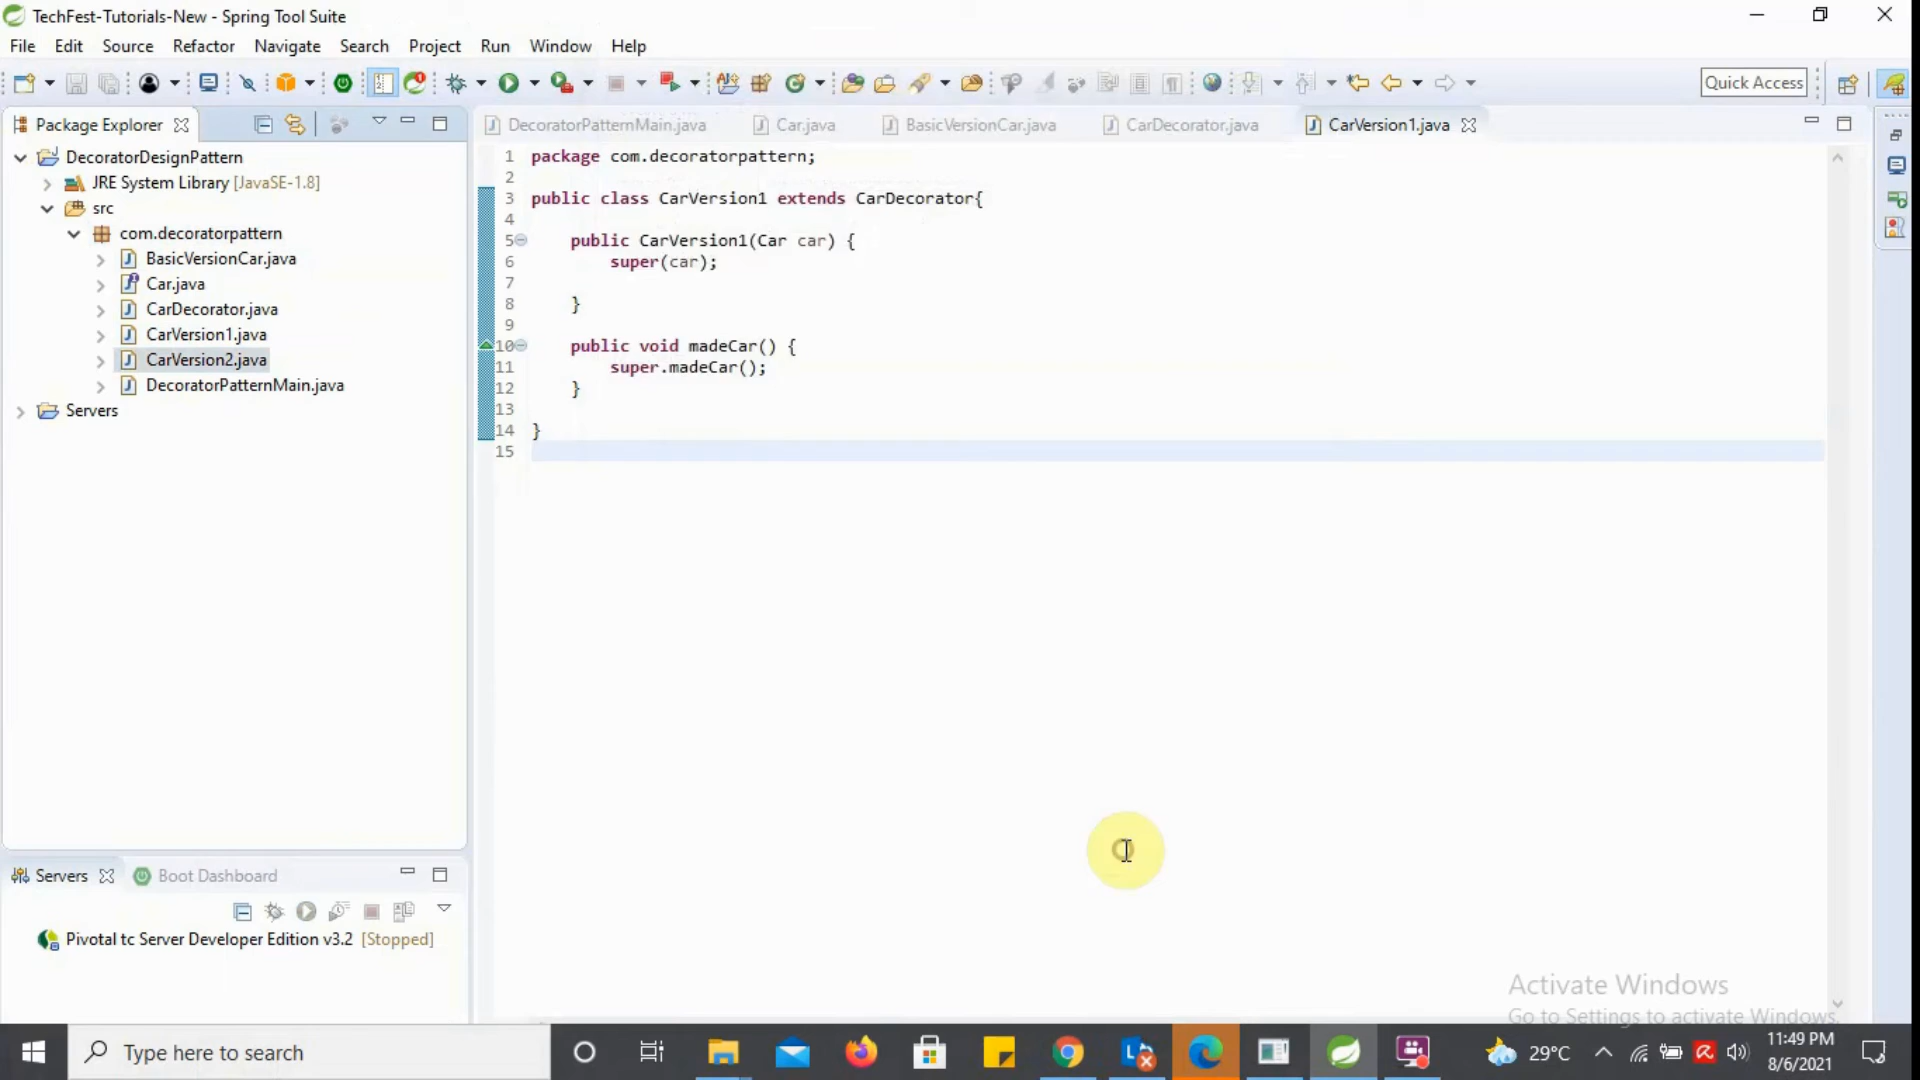 TechFest-Tutorials-New - Spring Tool Suite
File Edit Source Refactor Navigate Search Project Run Window Help
Quick Access
Package Explorer
DecoratorDesignPattern
JRE System Library [JavaSE-1.8]
src
com.decoratorpattern
BasicVersionCar.java
Car.java
CarDecorator.java
CarVersion1.java
CarVersion2.java
DecoratorPatternMain.java
Servers
DecoratorPatternMain.java Car.java BasicVersionCar.java CarDecorator.java CarVersion1.java
1 package com.decoratorpattern;
2
3 public class CarVersion1 extends CarDecorator{
4
5 public CarVersion1(Car car) {
6 super(car);
7
8 }
9
10 public void madeCar() {
11 super.madeCar();
12 }
13
14 }
15
Servers Boot Dashboard
Pivotal tc Server Developer Edition v3.2 [Stopped]
Activate Windows
Go to Settings to activate Windows.
Type here to search
29°C
11:49 PM
8/6/2021